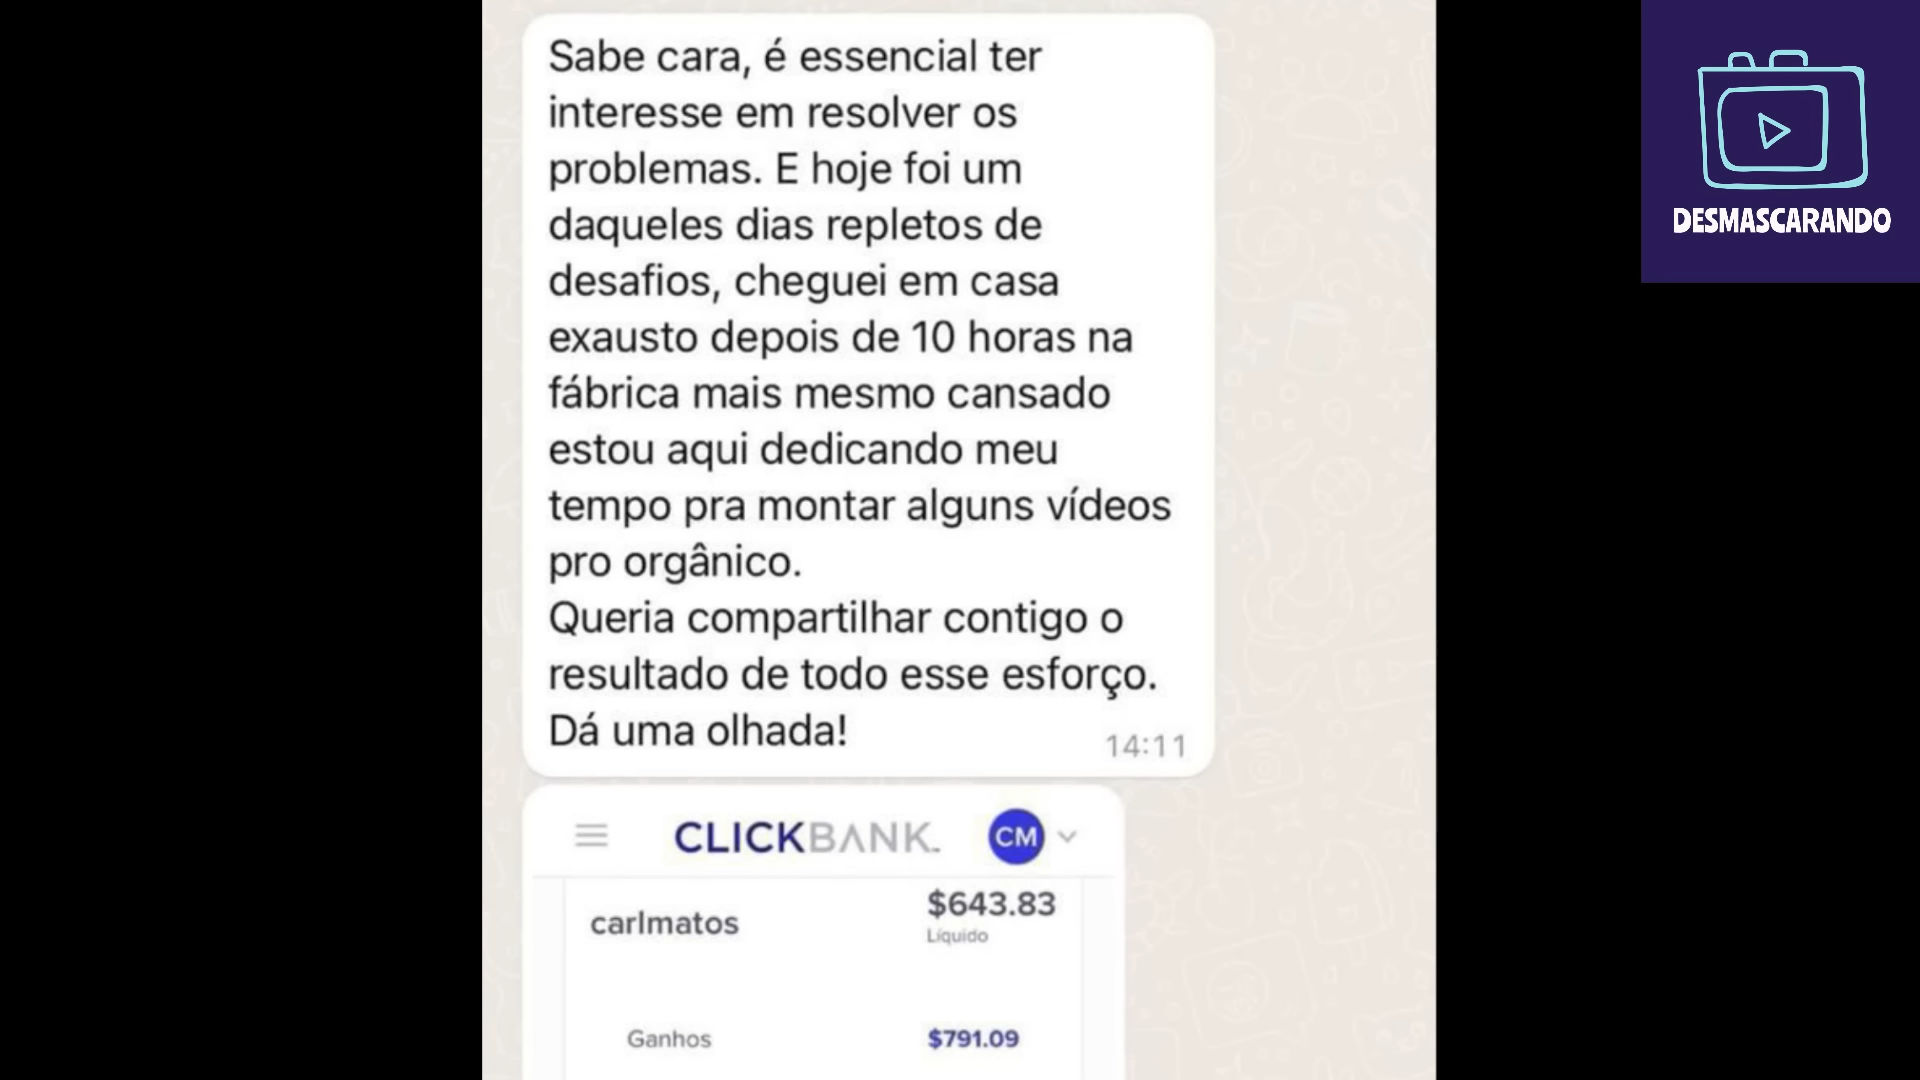 Sabe cara, é essencial ter
interesse em resolver os
problemas. E hoje foi um
daqueles dias repletos de
desafios, cheguei em casa
exausto depois de 10 horas na
fábrica mais mesmo cansado
estou aqui dedicando meu
tempo pra montar alguns vídeos
pro orgânico.
Queria compartilhar contigo o
resultado de todo esse esforço.
Dá uma olhada!
14:11
CLICKBANK.
CM
carlmatos
$643.83
Líquido
Ganhos
$791.09
DESMASCARANDO